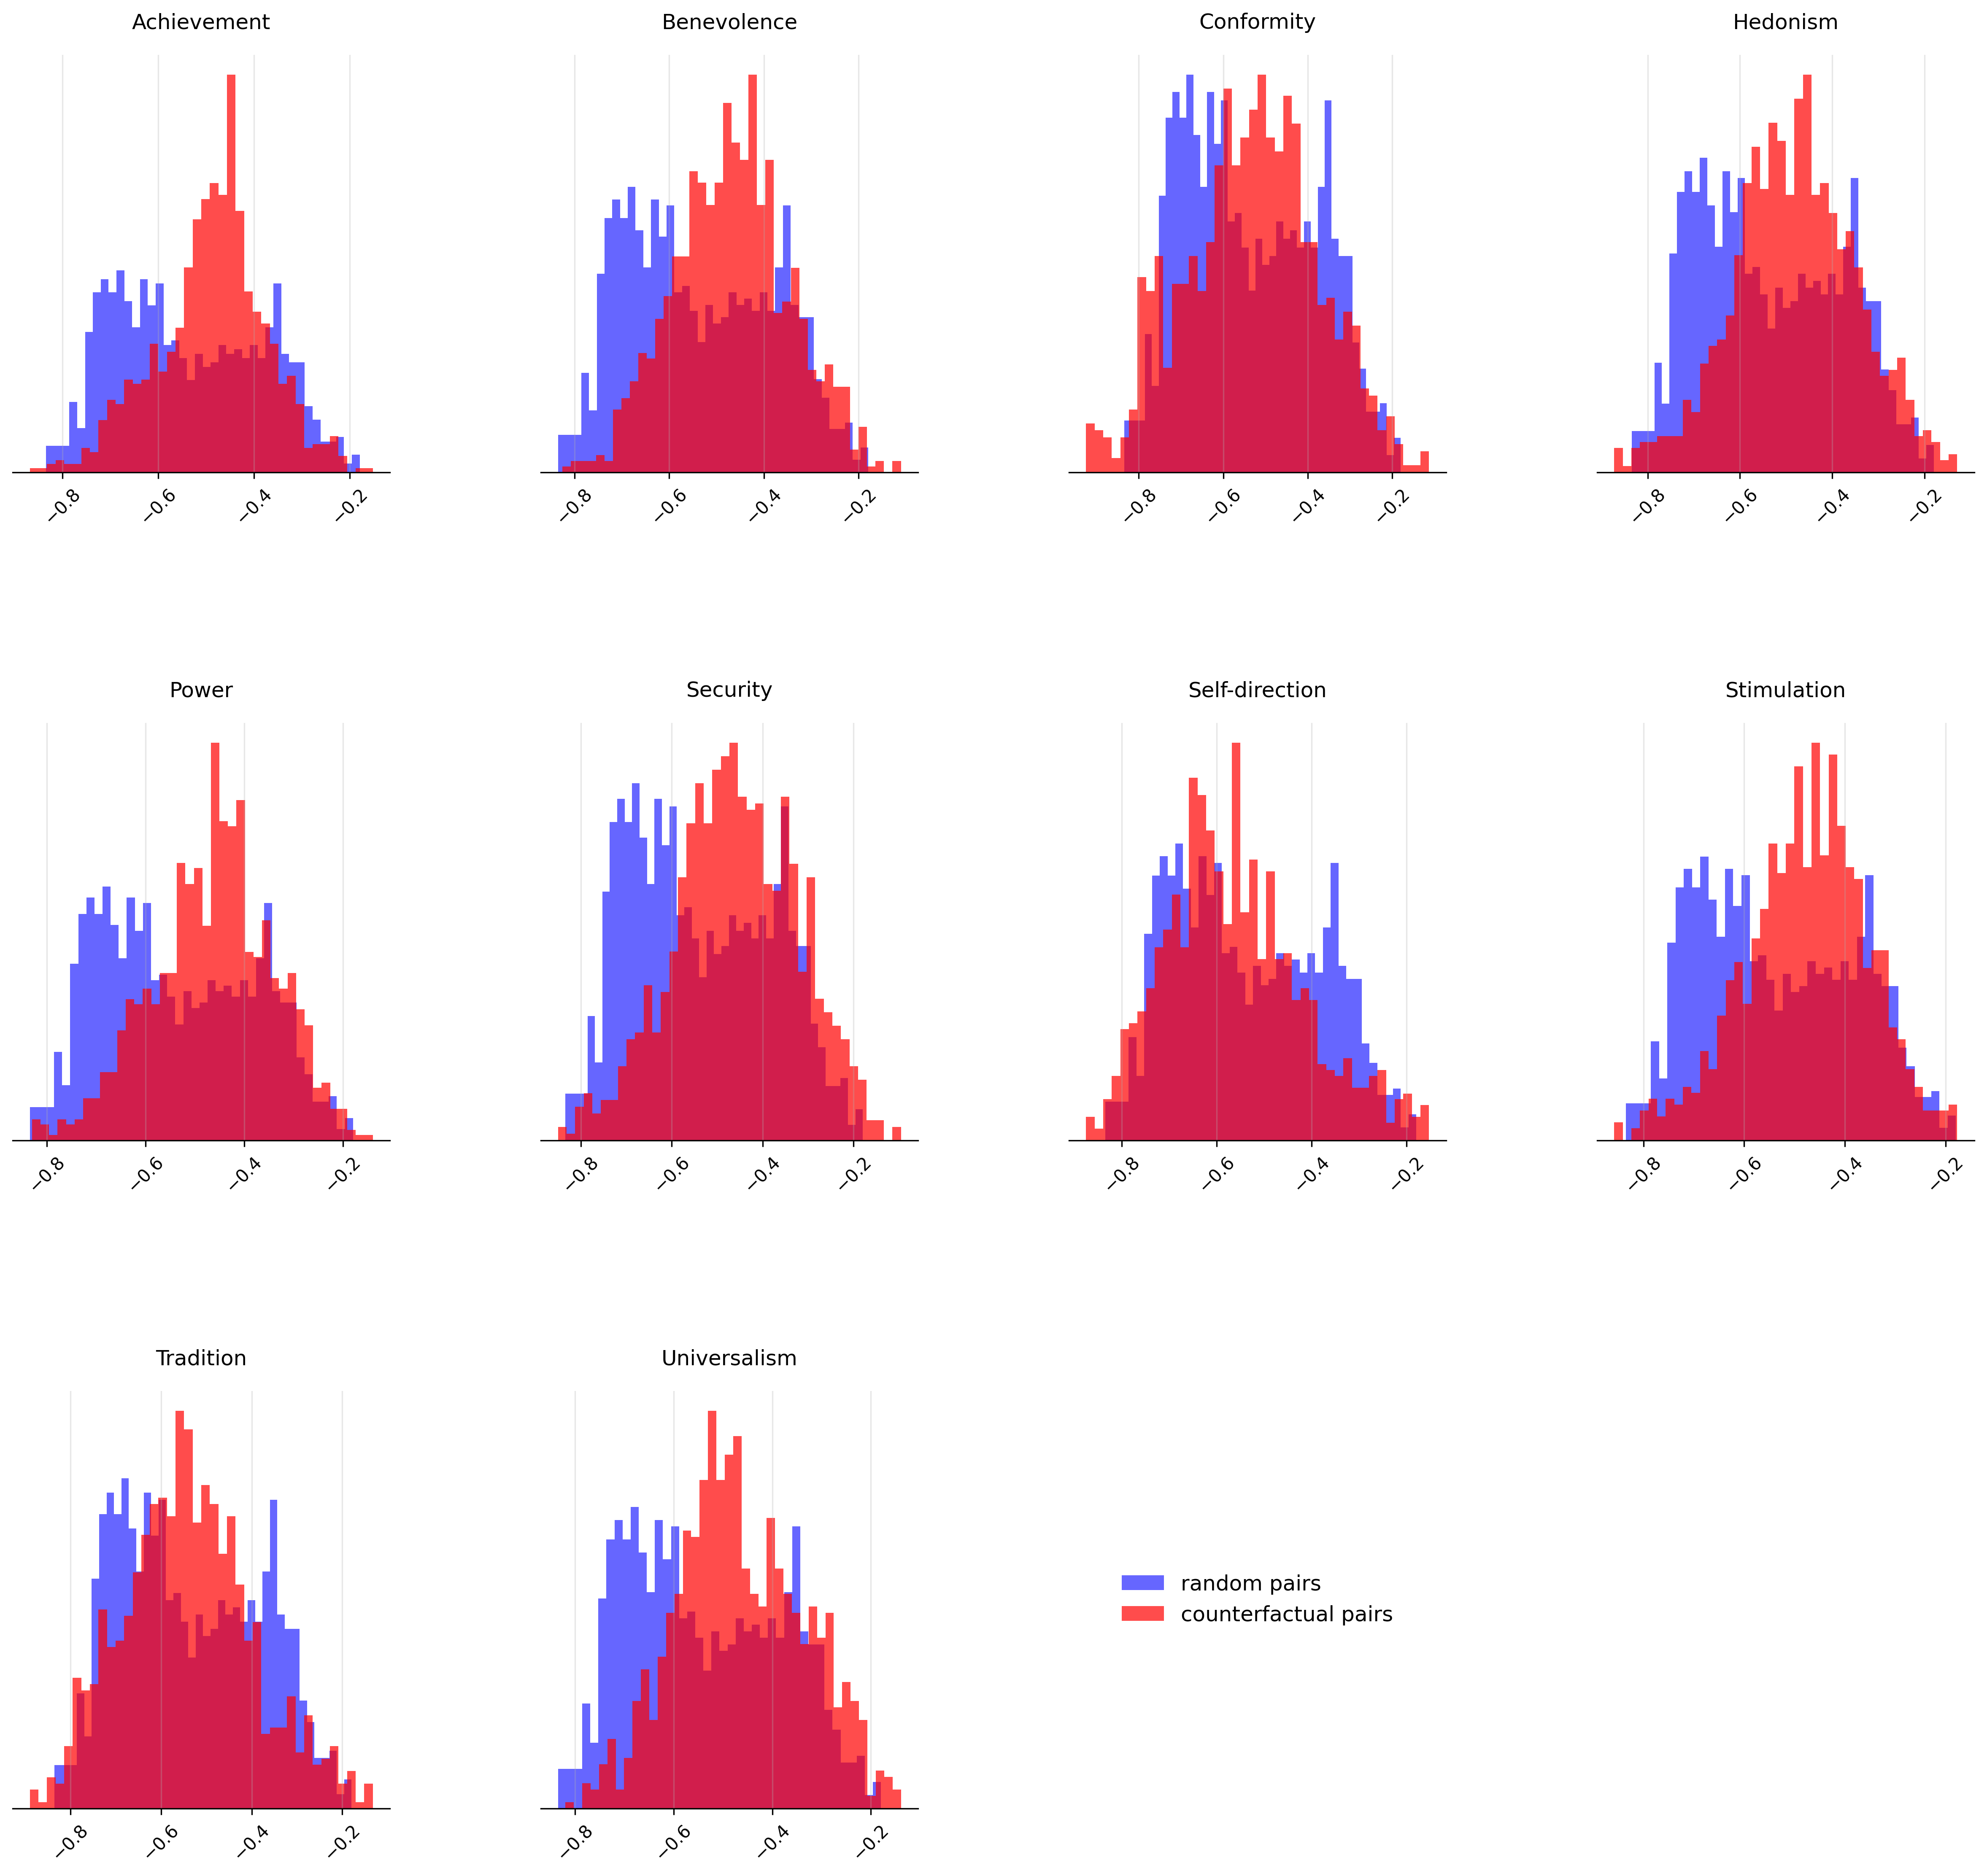 Achievement Benevolence Conformity Hedonism
−0.8 −0.6 −0.4 −0.2 −0.8 −0.6 −0.4 −0.2 −0.8 −0.6 −0.4 −0.2 −0.8 −0.6 −0.4 −0.2
Power Security Self-direction Stimulation
−0.8 −0.6 −0.4 −0.2 −0.8 −0.6 −0.4 −0.2 −0.8 −0.6 −0.4 −0.2 −0.8 −0.6 −0.4 −0.2
Tradition Universalism
random pairs
counterfactual pairs
−0.8 −0.6 −0.4 −0.2 −0.8 −0.6 −0.4 −0.2